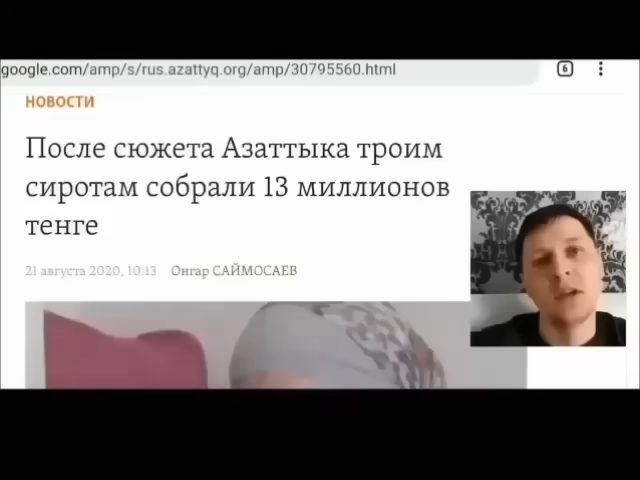 google.com/amp/s/rus.azattyq.org/amp/30795560.html
6
НОВОСТИ
После сюжета Азаттыка троим
сиротам собрали 13 миллионов
тенге
21 августа 2020, 10:13 Онгар САЙМОСАЕВ